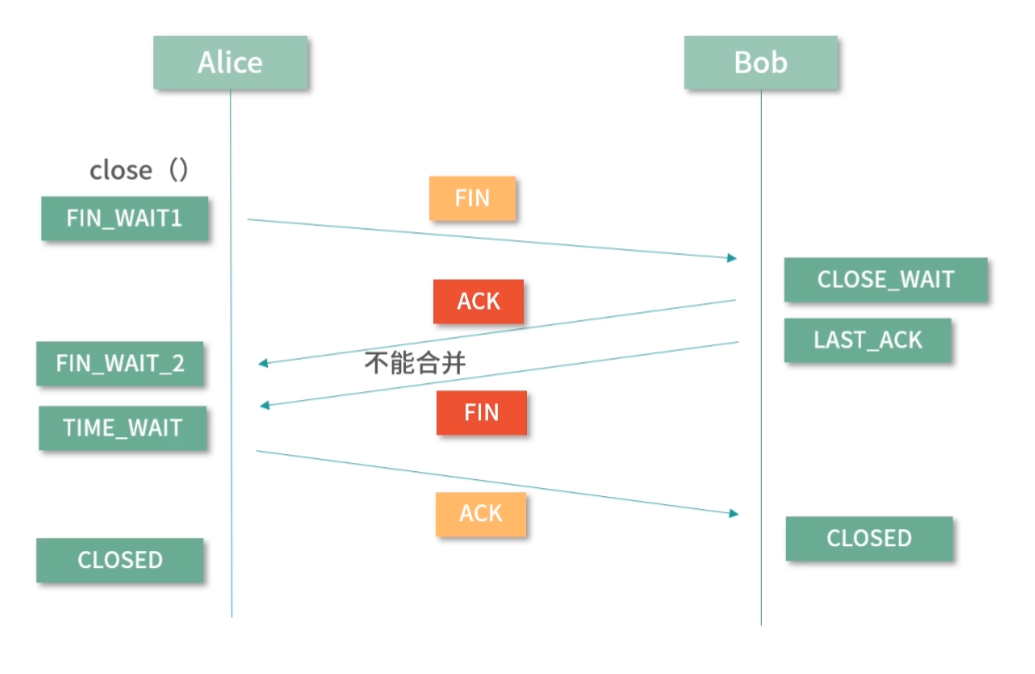 Alice
Bob
close（）
FIN_WAIT1
FIN
CLOSE_WAIT
ACK
LAST_ACK
FIN_WAIT_2
不能合并
TIME_WAIT
FIN
ACK
CLOSED
CLOSED